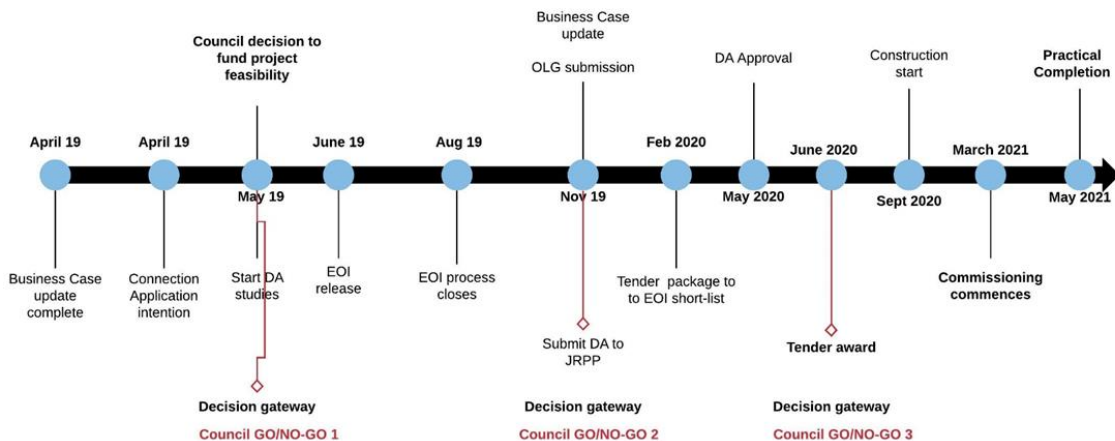 Business Case
update
Council decision to
fund project
feasibility
OLG submission
DA Approval
Construction
start
Practical
Completion
April 19
April 19
June 19
Aug 19
Feb 2020
June 2020
March 2021
May 19
Nov 19
May 2020
Sept 2020
May 2021
Business Case
update
complete
Connection
Application
intention
Start DA
studies
EOI
release
EOI process
closes
Tender package to
to EOI short-list
Commissioning
commences
Submit DA to
JRPP
Tender award
Decision gateway
Council GO/NO-GO 1
Decision gateway
Council GO/NO-GO 2
Decision gateway
Council GO/NO-GO 3